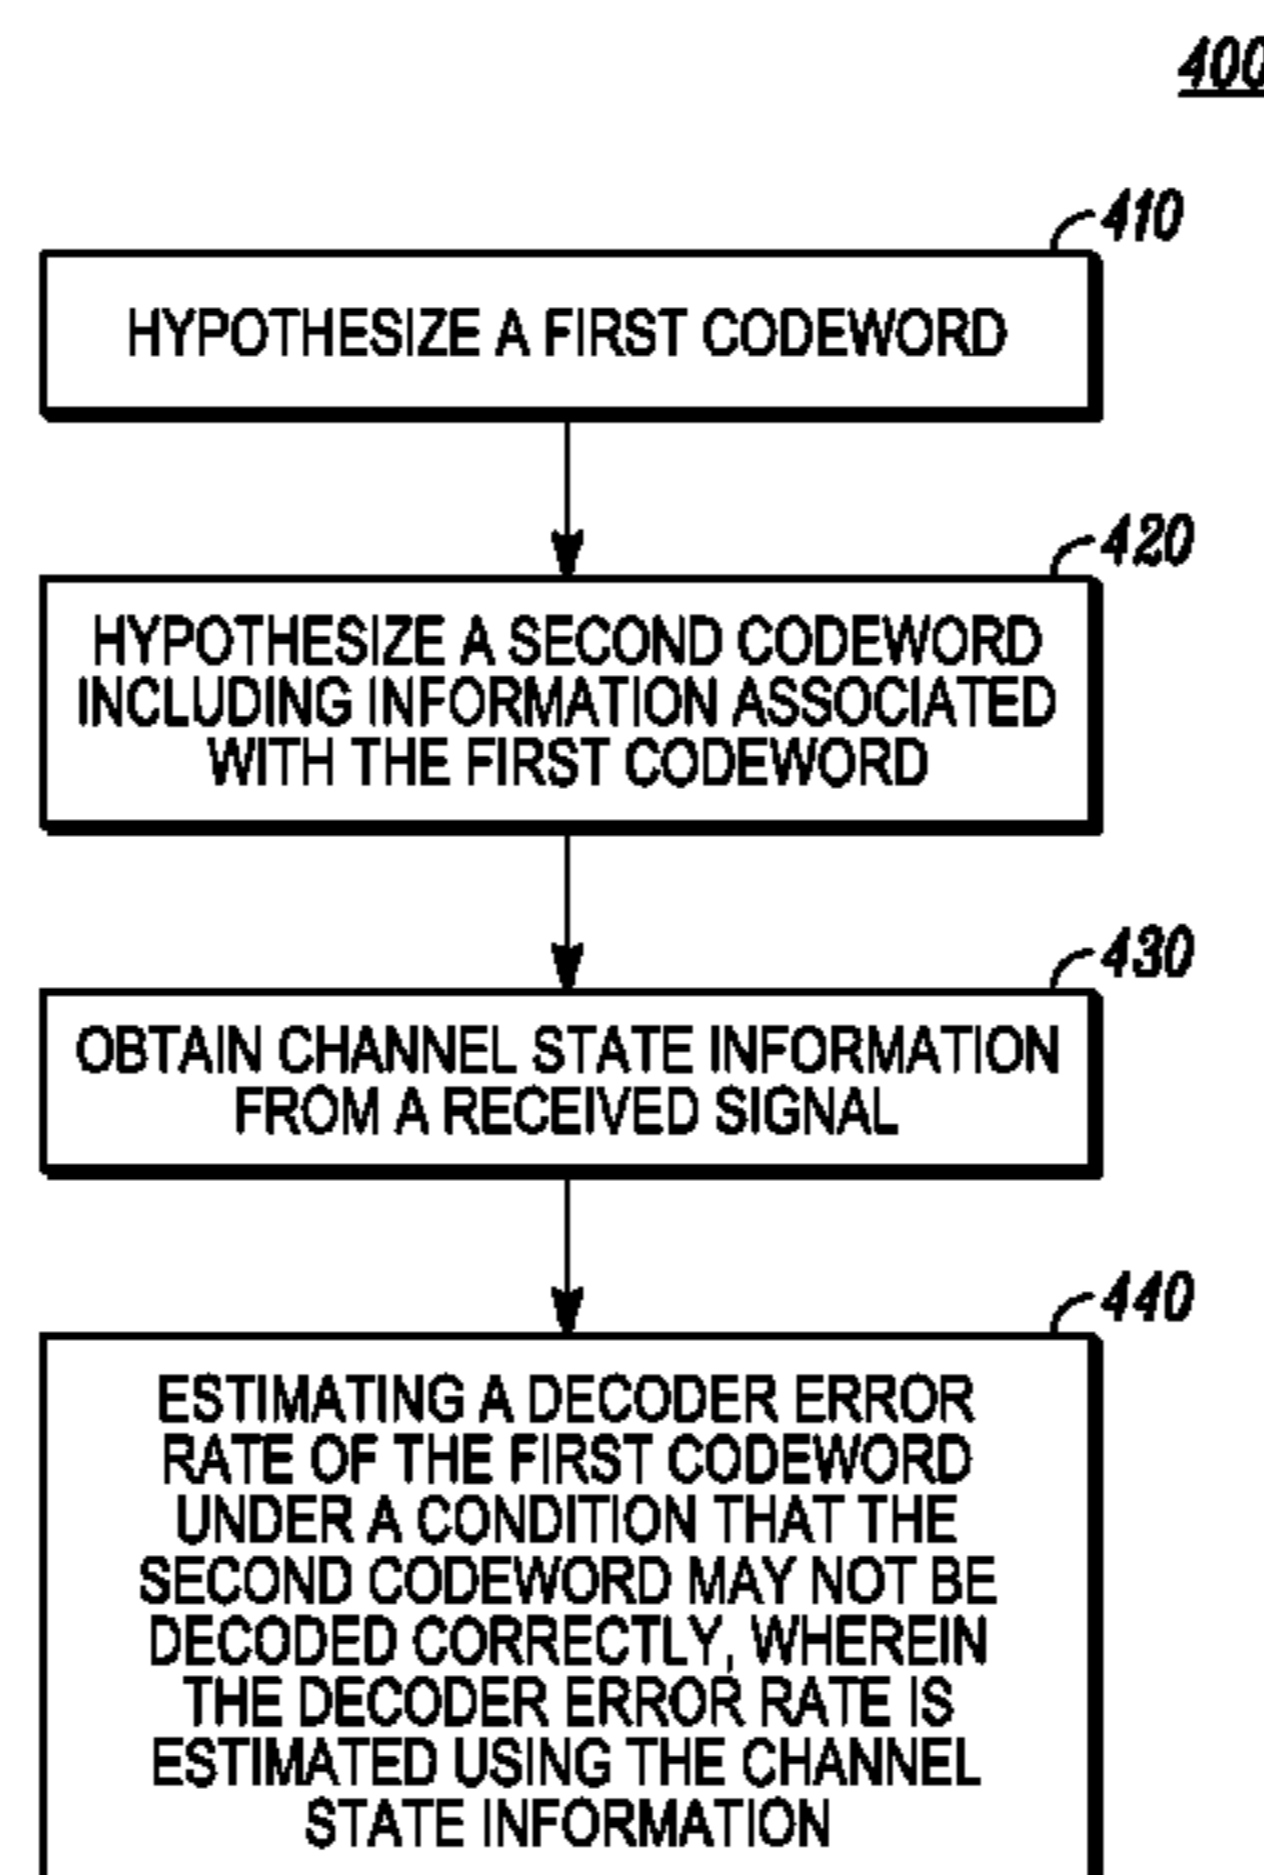 400
410
HYPOTHESIZE A FIRST CODEWORD
420
HYPOTHESIZE A SECOND CODEWORD
INCLUDING INFORMATION ASSOCIATED
WITH THE FIRST CODEWORD
430
OBTAIN CHANNEL STATE INFORMATION
FROM A RECEIVED SIGNAL
440
ESTIMATING A DECODER ERROR
RATE OF THE FIRST CODEWORD
UNDER A CONDITION THAT THE
SECOND CODEWORD MAY NOT BE
DECODED CORRECTLY, WHEREIN
THE DECODER ERROR RATE IS
ESTIMATED USING THE CHANNEL
STATE INFORMATION